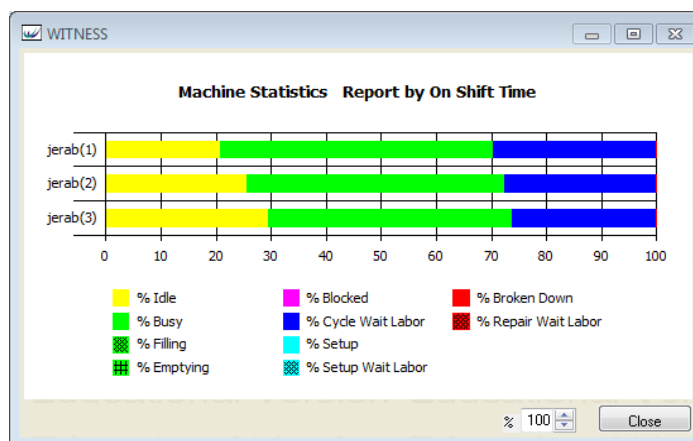 WITNESS
Machine Statistics Report by On Shift Time
jerab(1)
jerab(2)
jerab(3)
0 10 20 30 40 50 60 70 80 90 100
% Idle % Blocked % Broken Down
% Busy % Cycle Wait Labor % Repair Wait Labor
% Filling % Setup
% Emptying % Setup Wait Labor
% 100 Close